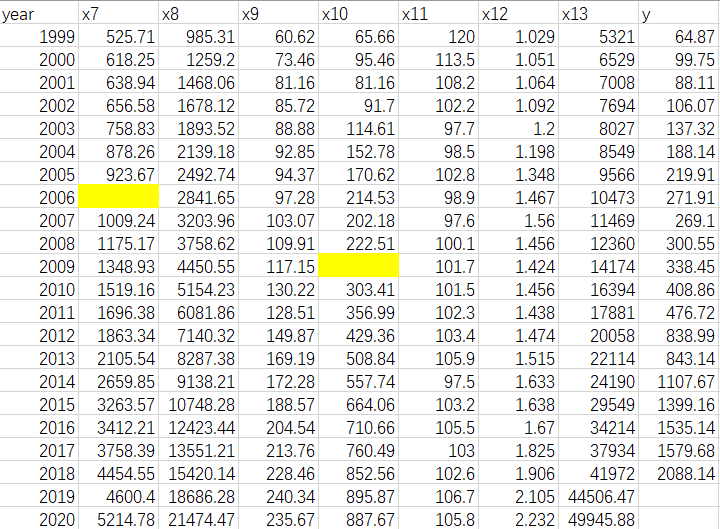 year x7 x8 x9 x10 x11 x12 x13 y
1999 525.71 985.31 60.62 65.66 120 1.029 5321 64.87
2000 618.25 1259.2 73.46 95.46 113.5 1.051 6529 99.75
2001 638.94 1468.06 81.16 81.16 108.2 1.064 7008 88.11
2002 656.58 1678.12 85.72 91.7 102.2 1.092 7694 106.07
2003 758.83 1893.52 88.88 114.61 97.7 1.2 8027 137.32
2004 878.26 2139.18 92.85 152.78 98.5 1.198 8549 188.14
2005 923.67 2492.74 94.37 170.62 102.8 1.348 9566 219.91
2006 2841.65 97.28 214.53 98.9 1.467 10473 271.91
2007 1009.24 3203.96 103.07 202.18 97.6 1.56 11469 269.1
2008 1175.17 3758.62 109.91 222.51 100.1 1.456 12360 300.55
2009 1348.93 4450.55 117.15 101.7 1.424 14174 338.45
2010 1519.16 5154.23 130.22 303.41 101.5 1.456 16394 408.86
2011 1696.38 6081.86 128.51 356.99 102.3 1.438 17881 476.72
2012 1863.34 7140.32 149.87 429.36 103.4 1.474 20058 838.99
2013 2105.54 8287.38 169.19 508.84 105.9 1.515 22114 843.14
2014 2659.85 9138.21 172.28 557.74 97.5 1.633 24190 1107.67
2015 3263.57 10748.28 188.57 664.06 103.2 1.638 29549 1399.16
2016 3412.21 12423.44 204.54 710.66 105.5 1.67 34214 1535.14
2017 3758.39 13551.21 213.76 760.49 103 1.825 37934 1579.68
2018 4454.55 15420.14 228.46 852.56 102.6 1.906 41972 2088.14
2019 4600.4 18686.28 240.34 895.87 106.7 2.105 44506.47
2020 5214.78 21474.47 235.67 887.67 105.8 2.232 49945.88